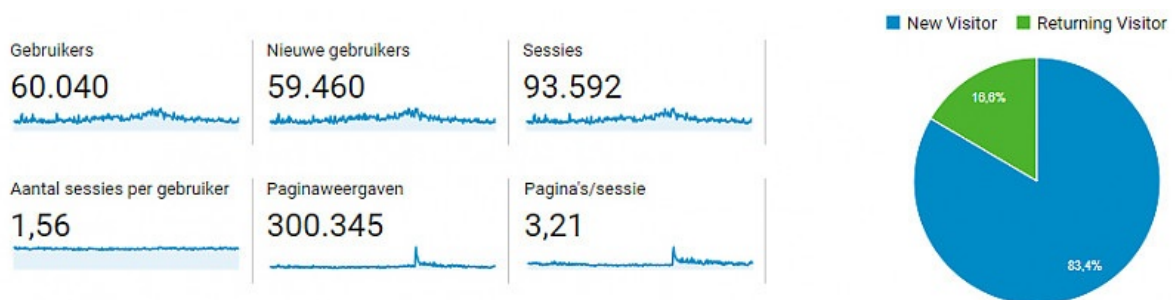 Gebruikers
60.040
Nieuwe gebruikers
59.460
Sessies
93.592
Aantal sessies per gebruiker
1,56
Paginaweergaven
300.345
Pagina's/sessie
3,21
New Visitor
Returning Visitor
16,6%
83,4%